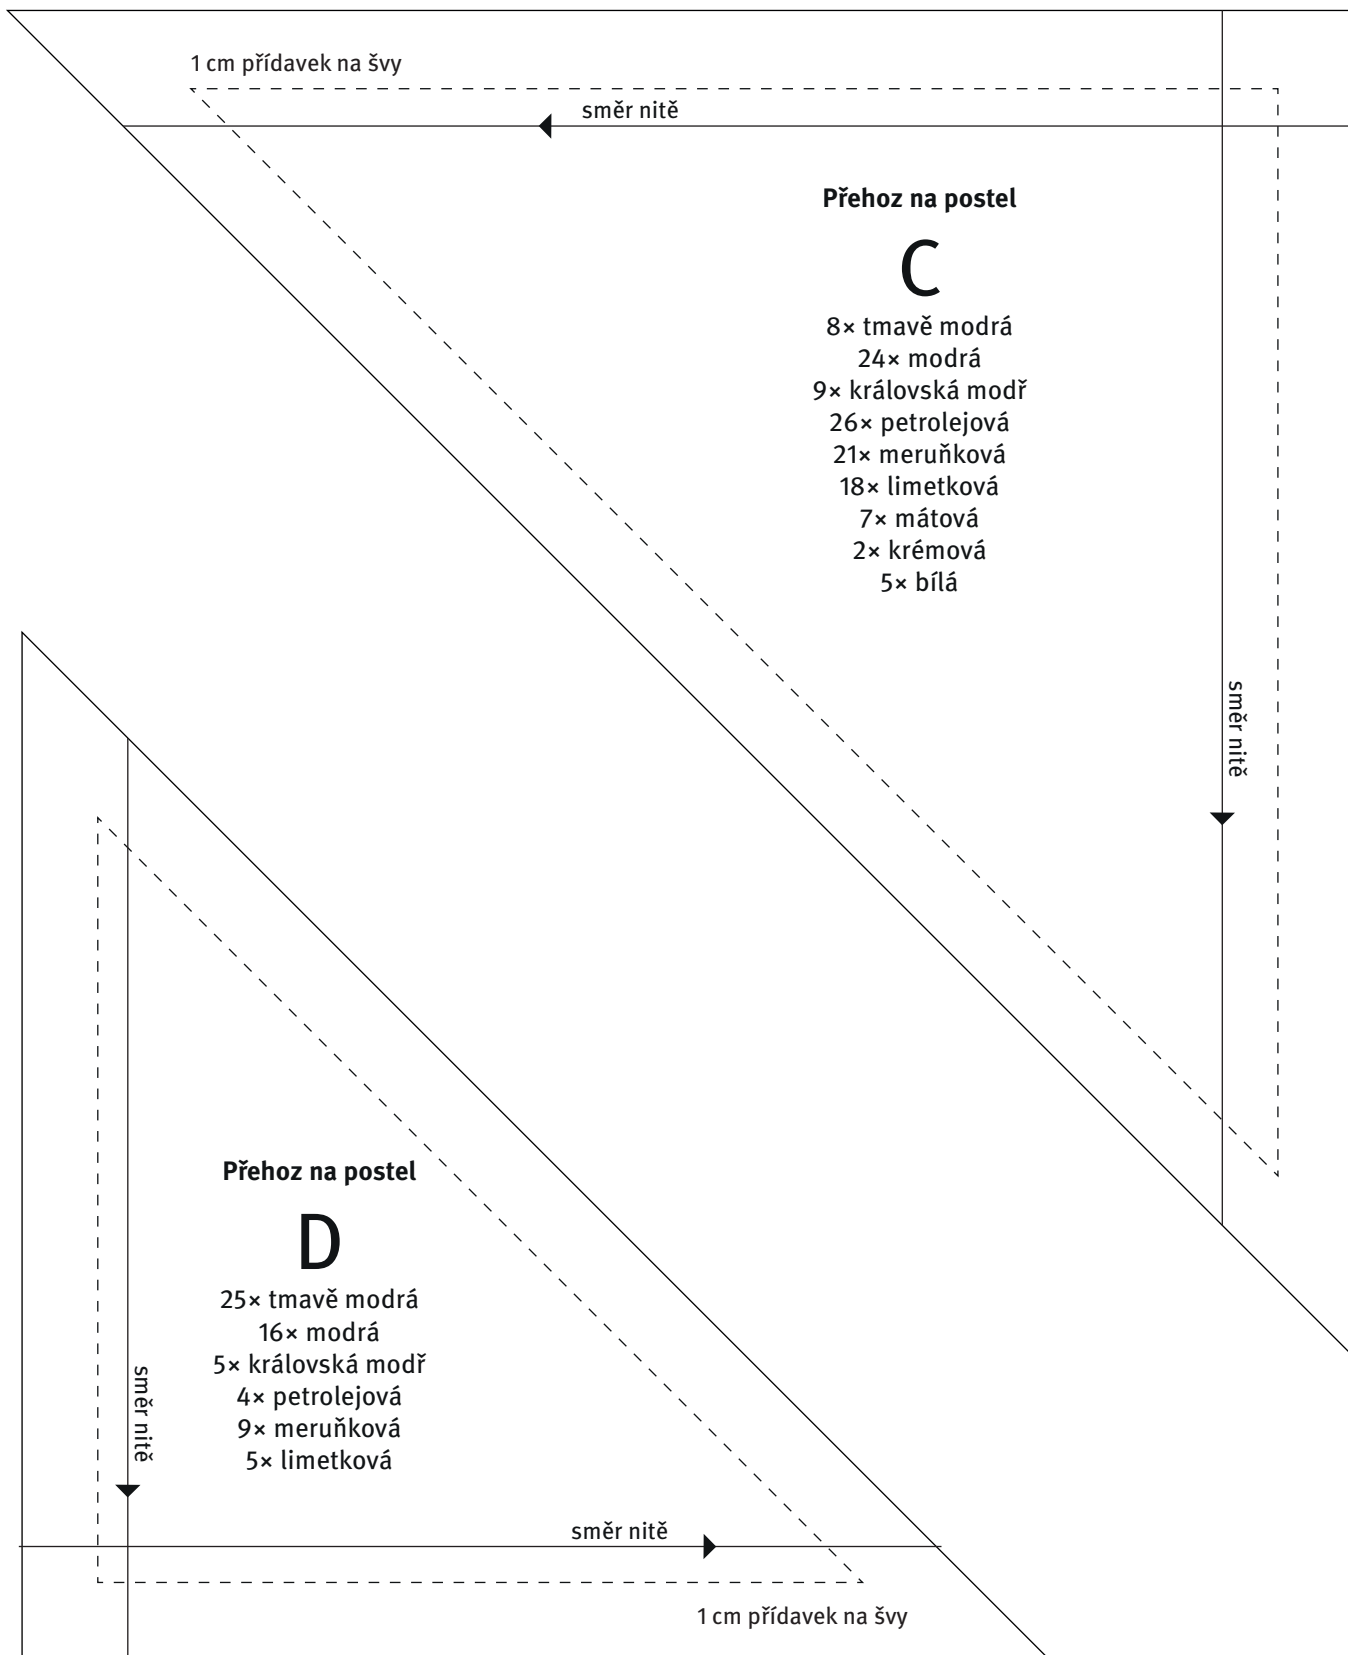 1 cm přídavek na švy
směr nitě
Přehoz na postel
C
8× tmavě modrá
24× modrá
9× královská modř
26× petrolejová
21× meruňková
18× limetková
7× mátová
2× krémová
5× bílá
směr nitě
Přehoz na postel
D
25× tmavě modrá
16× modrá
5× královská modř
4× petrolejová
9× meruňková
5× limetková
směr nitě
směr nitě
1 cm přídavek na švy